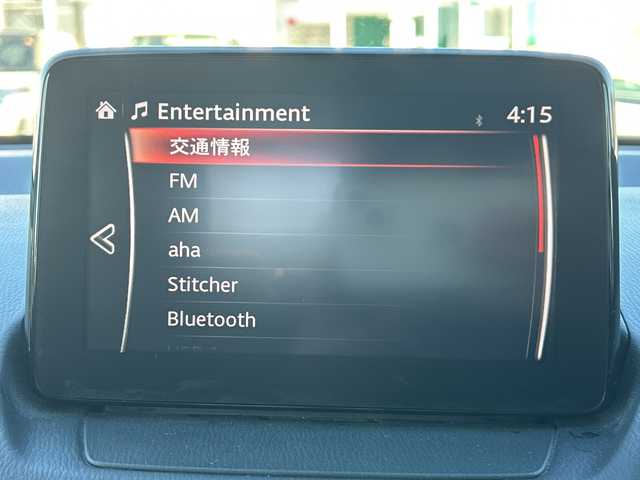 Entertainment
4:15
交通情報
FM
AM
aha
Stitcher
Bluetooth